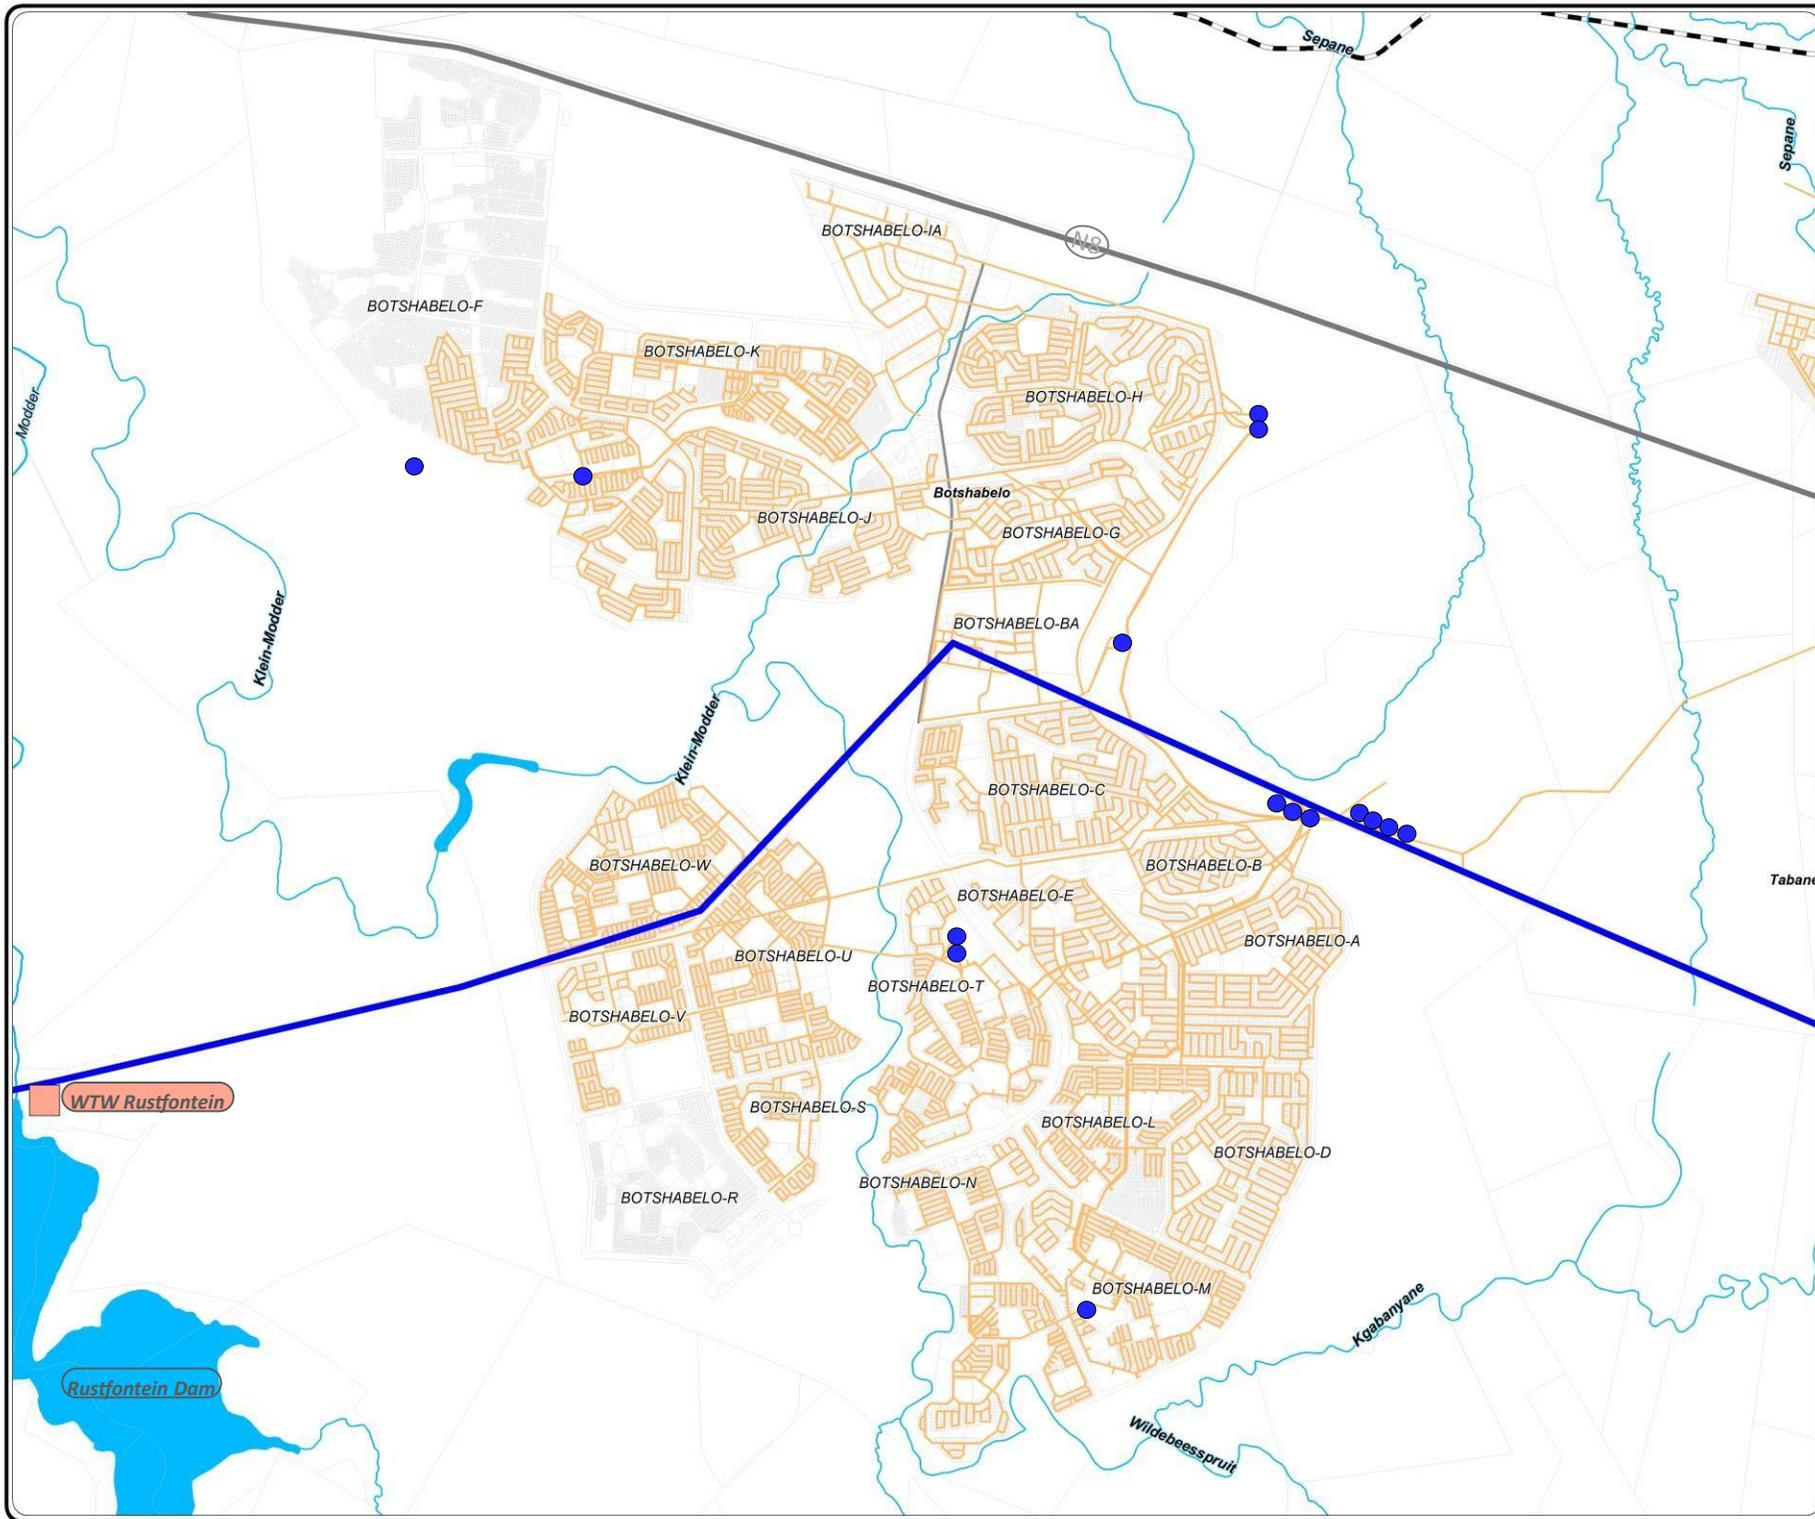 Sepane
Sepane
BOTSHABELO-IA
N8
BOTSHABELO-F
BOTSHABELO-K
BOTSHABELO-H
Modder
Botshabelo
BOTSHABELO-J
BOTSHABELO-G
BOTSHABELO-BA
Klein-Modder
Klein-Modder
BOTSHABELO-C
BOTSHABELO-W
BOTSHABELO-B
Tabane
BOTSHABELO-E
BOTSHABELO-A
BOTSHABELO-U
BOTSHABELO-T
BOTSHABELO-V
WTW Rustfontein
BOTSHABELO-S
BOTSHABELO-L
BOTSHABELO-D
BOTSHABELO-N
BOTSHABELO-R
BOTSHABELO-M
Kgabanyane
Rustfontein Dam
Wildebeesspruit